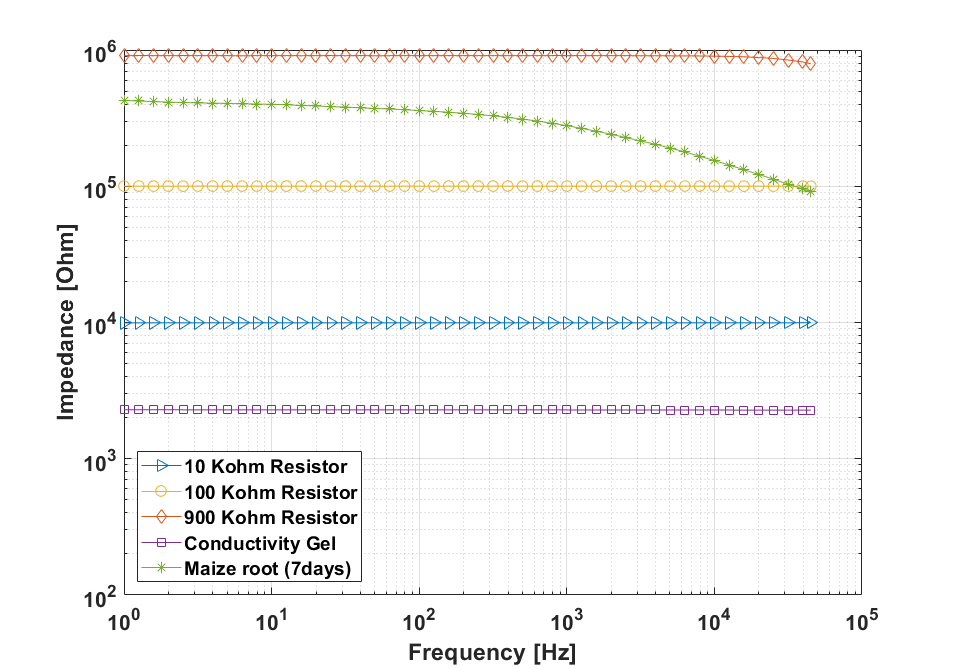 10^6
10^5
10^4
10^3
10^2
Impedance [Ohm]
10 Kohm Resistor
100 Kohm Resistor
900 Kohm Resistor
Conductivity Gel
Maize root (7days)
10^0 10^1 10^2 10^3 10^4 10^5
Frequency [Hz]